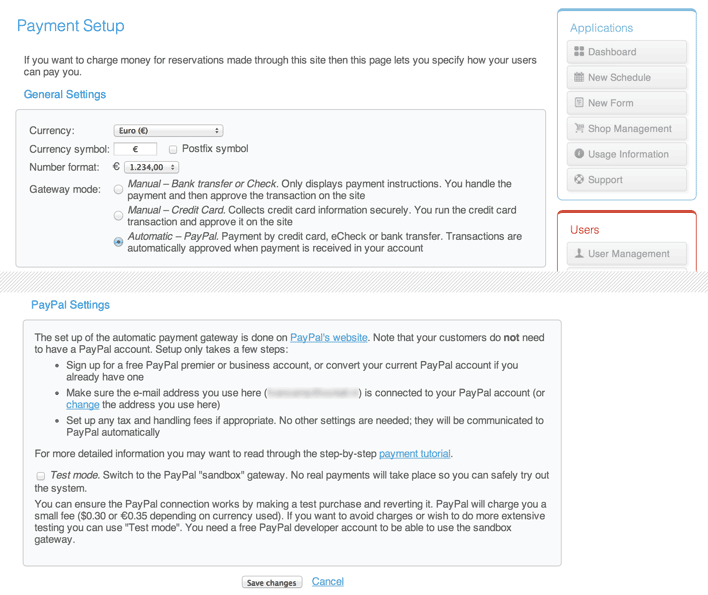 Payment Setup
If you want to charge money for reservations made through this site then this page lets you specify how your users
can pay you.
General Settings
Currency: Euro (€)
Currency symbol: € Postfix symbol
Number format: € 1.234,00
Gateway mode: Manual – Bank transfer or Check. Only displays payment instructions. You handle the
payment and then approve the transaction on the site
Manual – Credit Card. Collects credit card information securely. You run the credit card
transaction and approve it on the site
Automatic – PayPal. Payment by credit card, eCheck or bank transfer. Transactions are
automatically approved when payment is received in your account
Applications
Dashboard
New Schedule
New Form
Shop Management
Usage Information
Support
Users
User Management
PayPal Settings
The set up of the automatic payment gateway is done on PayPal's website. Note that your customers do not need
to have a PayPal account. Setup only takes a few steps:
• Sign up for a free PayPal premier or business account, or convert your current PayPal account if you
already have one
• Make sure the e-mail address you use here ( ) is connected to your PayPal account (or
change the address you use here)
• Set up any tax and handling fees if appropriate. No other settings are needed; they will be communicated to
PayPal automatically
For more detailed information you may want to read through the step-by-step payment tutorial.
Test mode. Switch to the PayPal "sandbox" gateway. No real payments will take place so you can safely try out
the system.
You can ensure the PayPal connection works by making a test purchase and reverting it. PayPal will charge you a
small fee ($0.30 or €0.35 depending on currency used). If you want to avoid charges or wish to do more extensive
testing you can use "Test mode". You need a free PayPal developer account to be able to use the sandbox
gateway.
Save changes Cancel